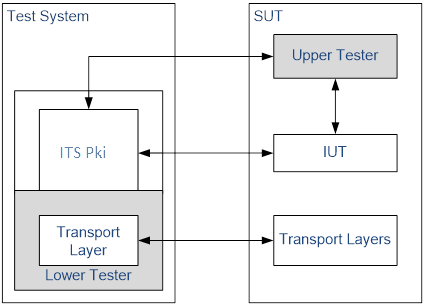 Test System
SUT
Upper Tester
ITS Pki
IUT
Transport
Layer
Transport Layers
Lower Tester